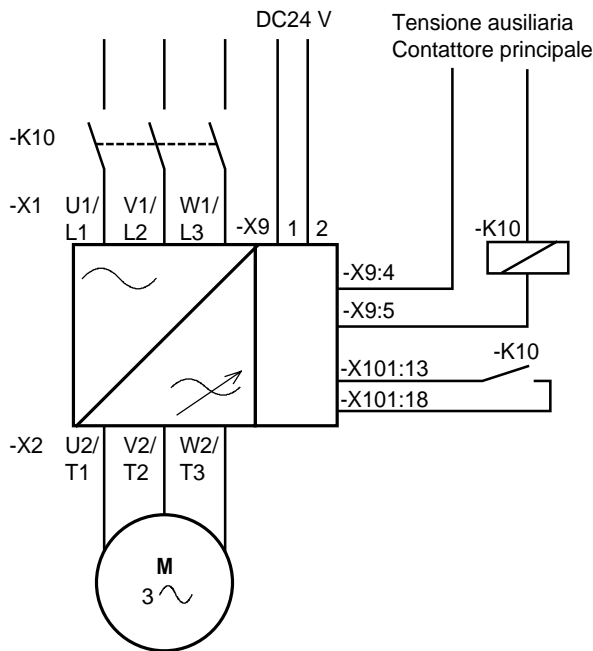 DC24 V
Tensione ausiliaria
Contattore principale
-K10
-X1 U1/ V1/ W1/
L1 L2 L3
-X9 1 2
-K10
-X9:4
-X9:5
-K10
-X101:13
-X101:18
-X2 U2/ V2/ W2/
T1 T2 T3
M
3